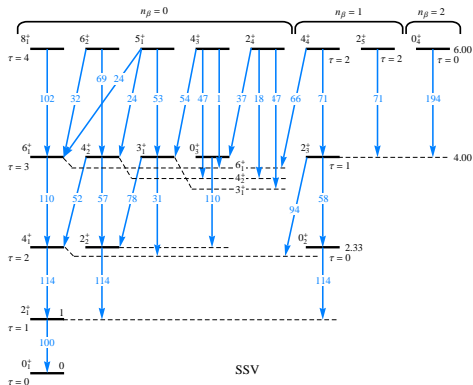 n_β = 0 n_β = 1 n_β = 2
8₁⁺ 6₂⁺ 5₁⁺ 4₃⁺ 2₄⁺ 4₄⁺ 2₅⁺ 0₄⁺ 6.00
τ = 4 τ = 2 τ = 2 τ = 0
69 24
102 32 24 53 54 47 1 37 18 47 66 71 71 194
6₁⁺ 4₂⁺ 3₁⁺ 0₃⁺ 2₃⁺ 4.00
τ = 3 6₁⁺ τ = 1
4₂⁺
3₁⁺
110 52 57 78 31 110 94 58
4₁⁺ 2₂⁺ 0₂⁺ 2.33
τ = 2 τ = 0
114 114 114
2₁⁺ 1
τ = 1
100
0₁⁺ 0 SSV
τ = 0